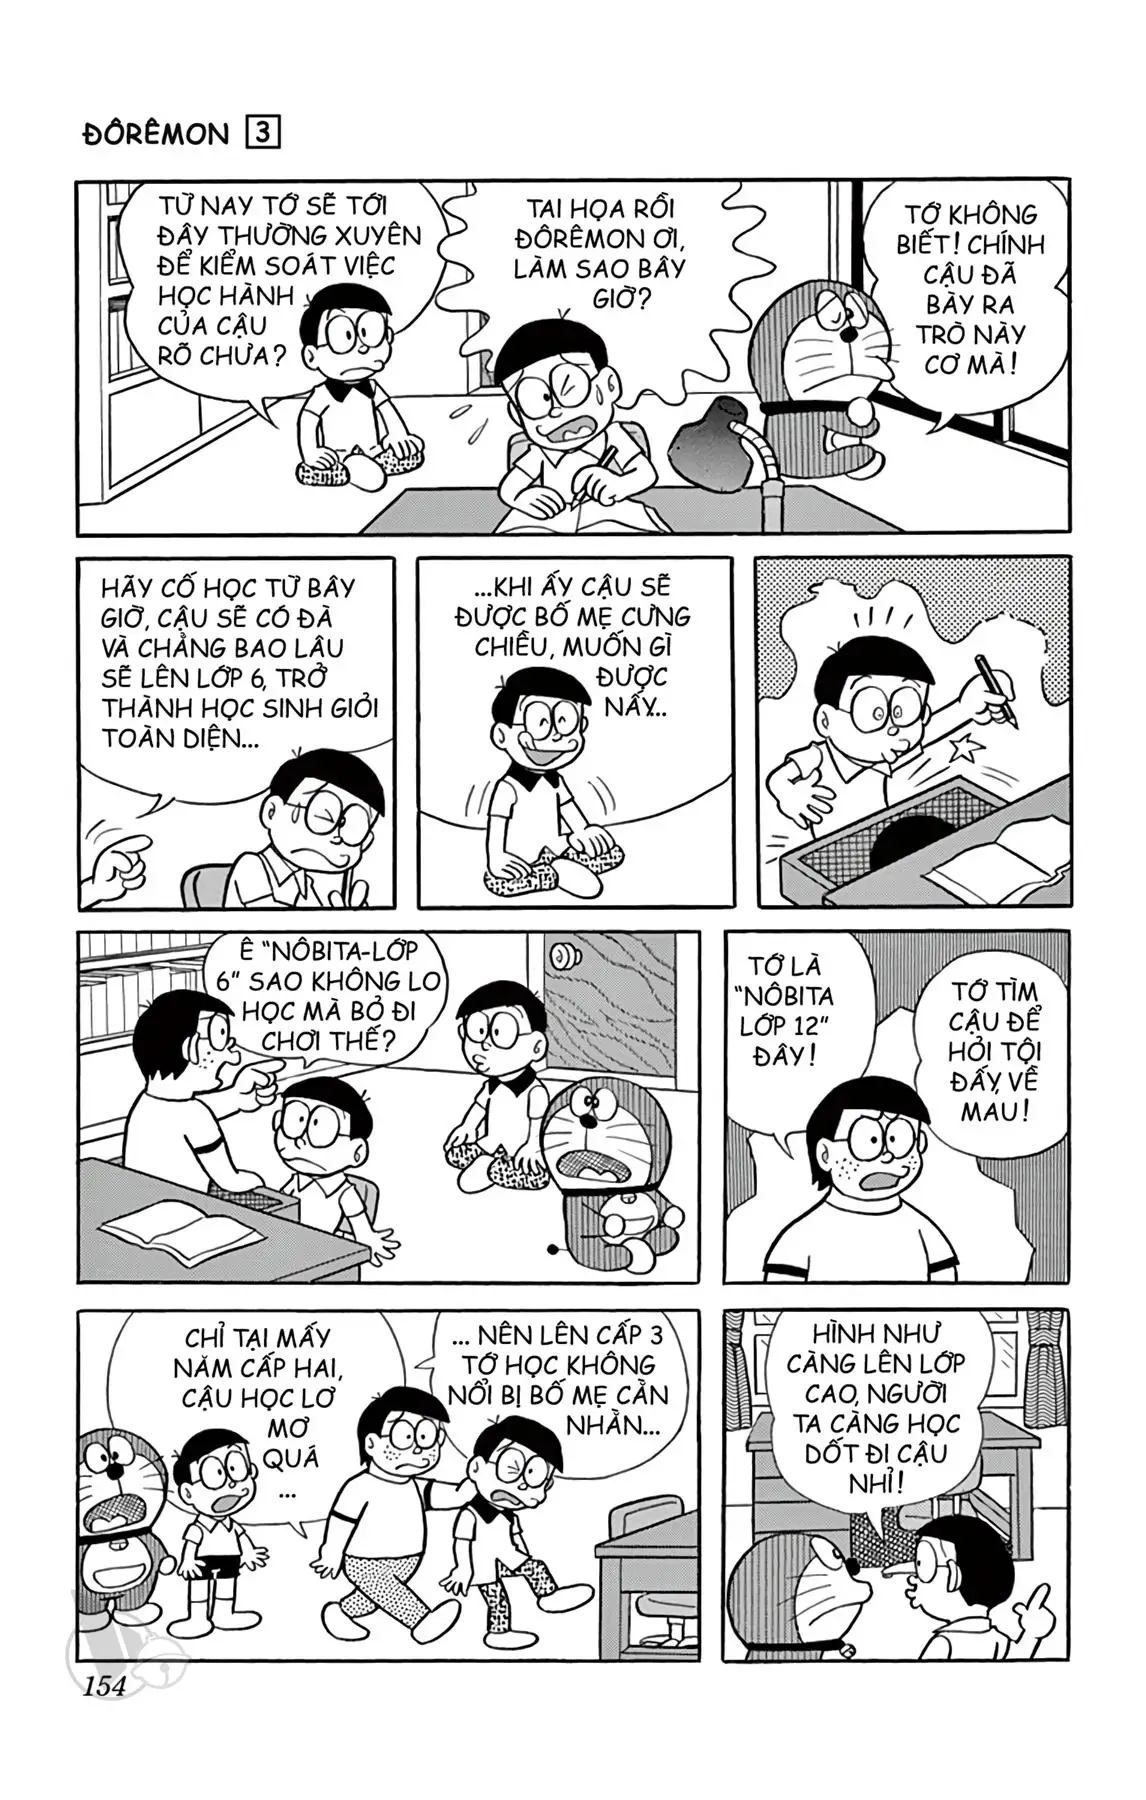 ĐÔRÊMON 3
TỪ NAY TỚ SẼ TỚI
ĐÂY THƯỜNG XUYÊN
ĐỂ KIỂM SOÁT VIỆC
HỌC HÀNH
CỦA CẬU
RÕ CHƯA?
TAI HỌA RỒI
ĐÔRÊMON ƠI,
LÀM SAO BÂY
GIỜ?
TỚ KHÔNG
BIẾT! CHÍNH
CẬU ĐÃ
BÀY RA
TRÒ NÀY
CƠ MÀ!
HÃY CỐ HỌC TỪ BÂY
GIỜ, CẬU SẼ CÓ ĐÀ
VÀ CHẲNG BAO LÂU
SẼ LÊN LỚP 6, TRỞ
THÀNH HỌC SINH GIỎI
TOÀN DIỆN...
...KHI ẤY CẬU SẼ
ĐƯỢC BỐ MẸ CƯNG
CHIỀU, MUỐN GÌ
ĐƯỢC
NẤY...
Ê "NÔBITA-LỚP
6" SAO KHÔNG LO
HỌC MÀ BỎ ĐI
CHƠI THẾ?
TỚ LÀ
"NÔBITA
LỚP 12"
ĐÂY!
TỚ TÌM
CẬU ĐỂ
HỎI TỘI
ĐẤY, VỀ
MAU!
CHỈ TẠI MẤY
NĂM CẤP HAI,
CẬU HỌC LƠ
MƠ
QUÁ
...
... NÊN LÊN CẤP 3
TỚ HỌC KHÔNG
NỔI BỊ BỐ MẸ CẰN
NHẰN...
HÌNH NHƯ
CÀNG LÊN LỚP
CAO, NGƯỜI
TA CÀNG HỌC
DỐT ĐI CẬU
NHỈ!
154